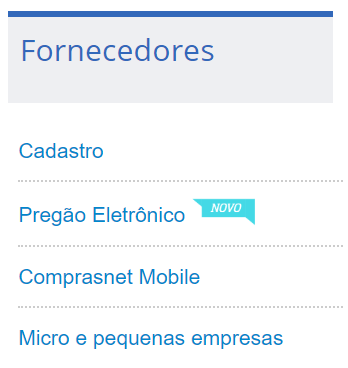 Fornecedores
Cadastro
Pregão Eletrônico NOVO
Comprasnet Mobile
Micro e pequenas empresas